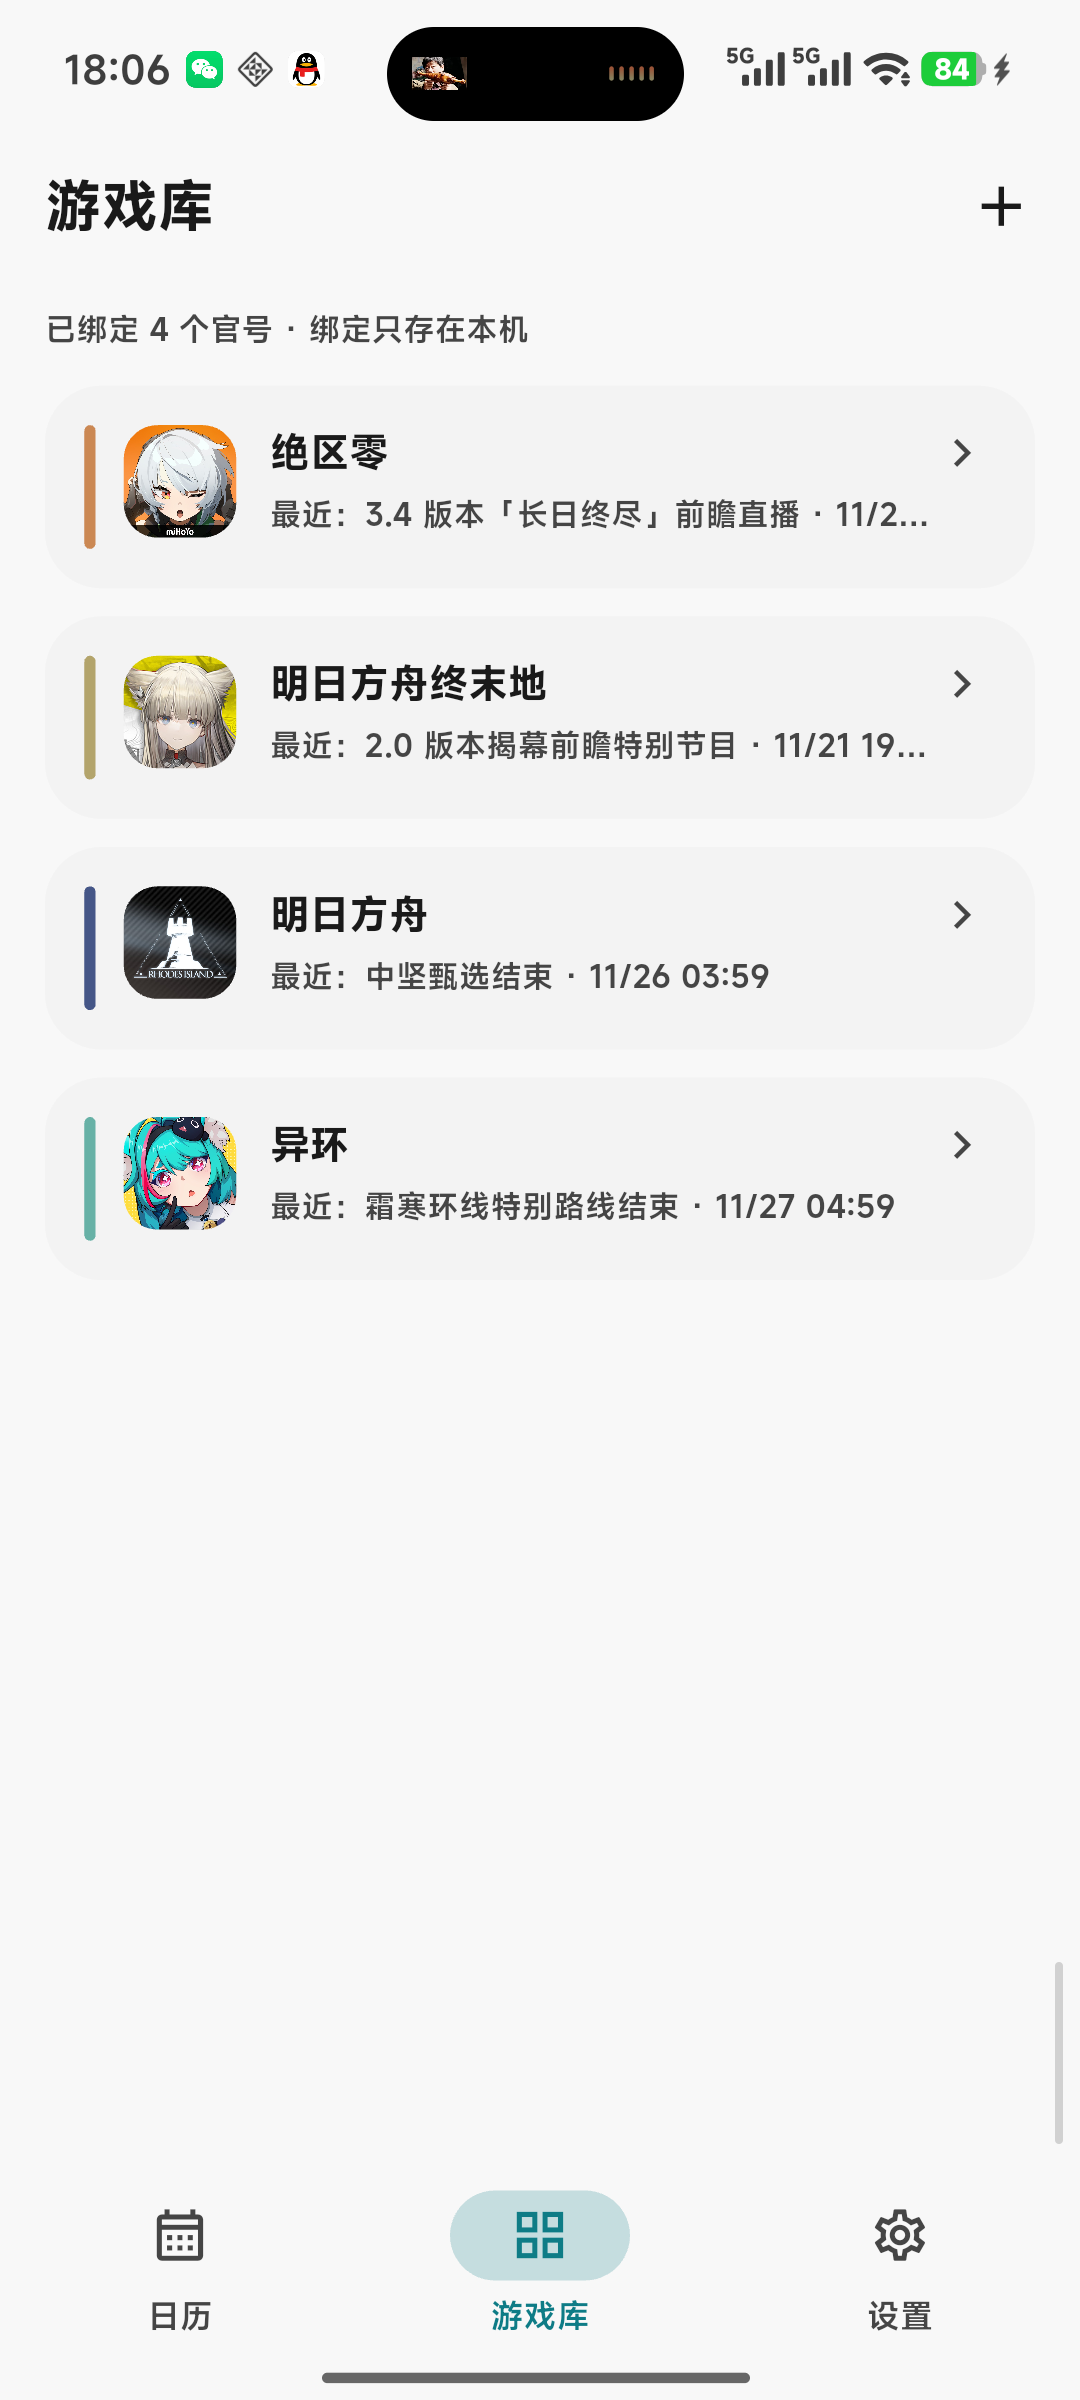 18:06
5G 5G 84
游戏库
已绑定 4 个官号 · 绑定只存在本机
绝区零
最近：3.4 版本「长日终尽」前瞻直播 · 11/2...
miHoYo
明日方舟终末地
最近：2.0 版本揭幕前瞻特别节目 · 11/21 19...
明日方舟
最近：中坚甄选结束 · 11/26 03:59
RHODES ISLAND
异环
最近：霜寒环线特别路线结束 · 11/27 04:59
日历
游戏库
设置